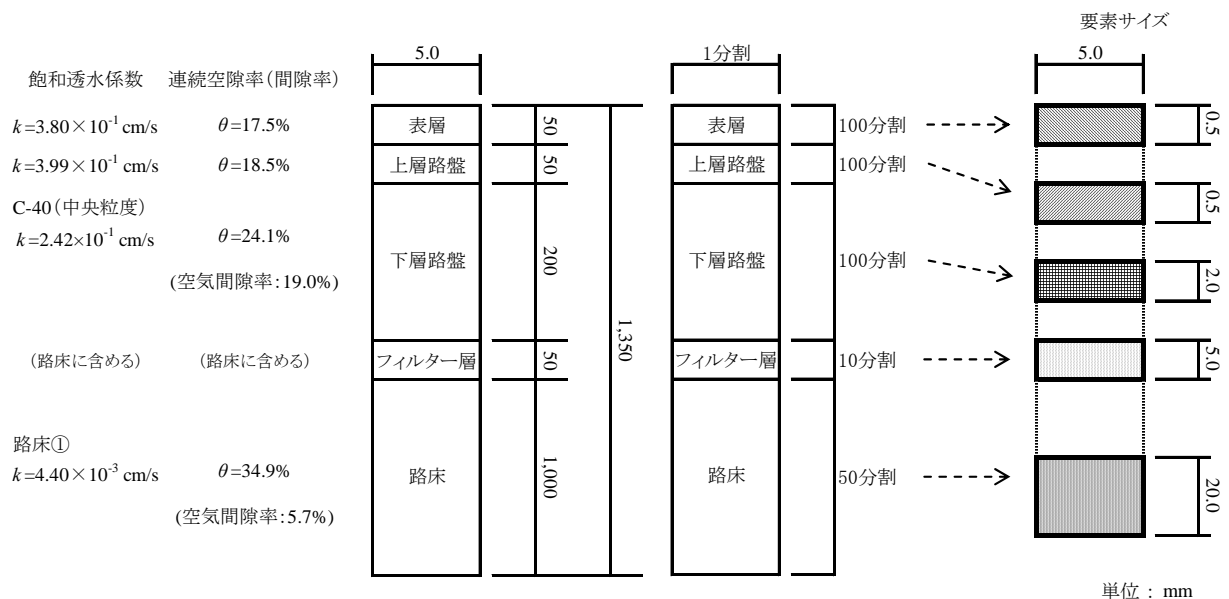 要素サイズ
5.0
1分割
5.0
飽和透水係数
連続空隙率(間隙率)
k=3.80×10⁻¹ cm/s
θ=17.5%
表層
50
表層
100分割
0.5
k=3.99×10⁻¹ cm/s
θ=18.5%
上層路盤
50
上層路盤
100分割
0.5
C-40(中央粒度)
k=2.42×10⁻¹ cm/s
θ=24.1%
(空気間隙率:19.0%)
下層路盤
200
下層路盤
100分割
2.0
1,350
(路床に含める)
(路床に含める)
フィルター層
50
フィルター層
10分割
5.0
路床①
k=4.40×10⁻³ cm/s
θ=34.9%
(空気間隙率:5.7%)
路床
1,000
路床
50分割
20.0
単位:mm